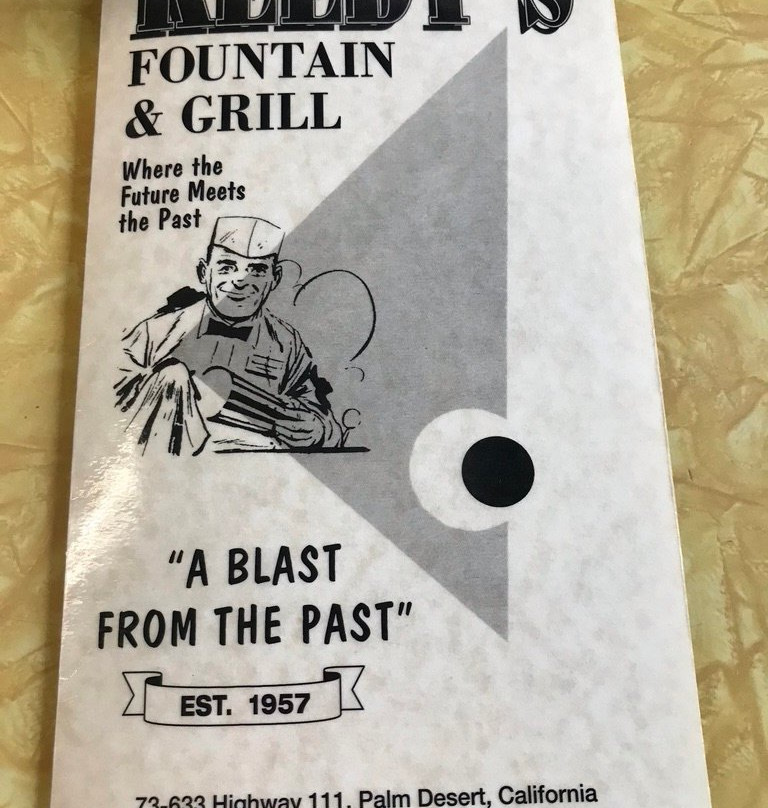 KEEDY'S
FOUNTAIN
& GRILL
Where the
Future Meets
the Past
"A BLAST
FROM THE PAST"
EST. 1957
73-633 Highway 111, Palm Desert, California